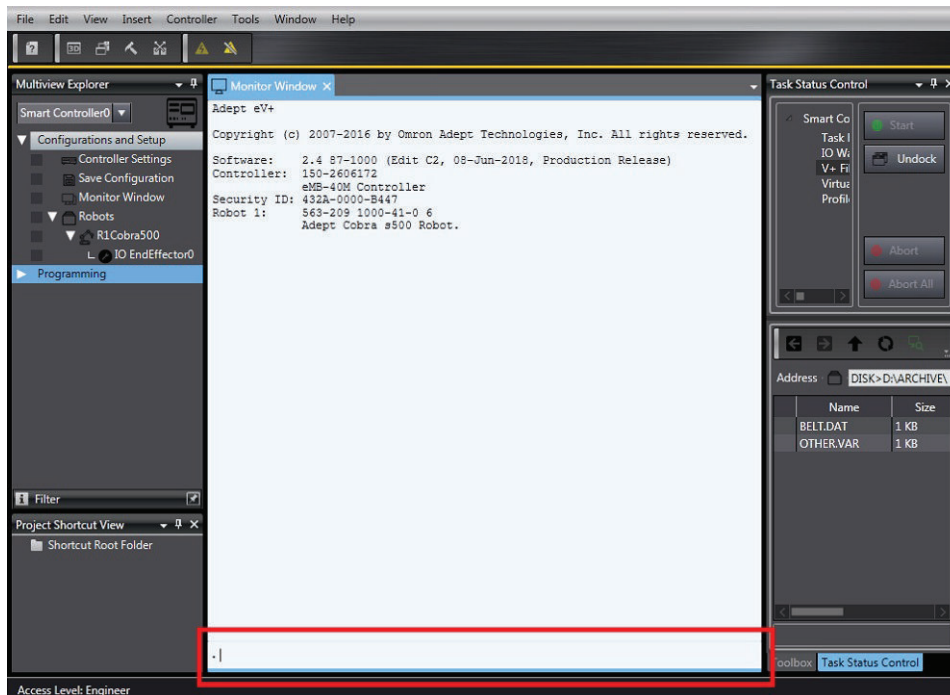 File Edit View Insert Controller Tools Window Help
3D
Multiview Explorer
Smart Controller0
Configurations and Setup
Controller Settings
Save Configuration
Monitor Window
Robots
R1Cobra500
IO EndEffector0
Programming
Filter
Project Shortcut View
Shortcut Root Folder
Monitor Window
Adept eV+
Copyright (c) 2007-2016 by Omron Adept Technologies, Inc. All rights reserved.
Software: 2.4 87-1000 (Edit C2, 08-Jun-2018, Production Release)
Controller: 150-2606172
eMB-40M Controller
Security ID: 432A-0000-B447
Robot 1: 563-209 1000-41-0 6
Adept Cobra s500 Robot.
.
Task Status Control
Smart Co
Task I
IO Wa
V+ Fil
Virtua
Profil
Start
Undock
Abort
Abort All
Address DISK>D:\ARCHIVE\
Name Size
BELT.DAT 1 KB
OTHER.VAR 1 KB
Toolbox Task Status Control
Access Level: Engineer